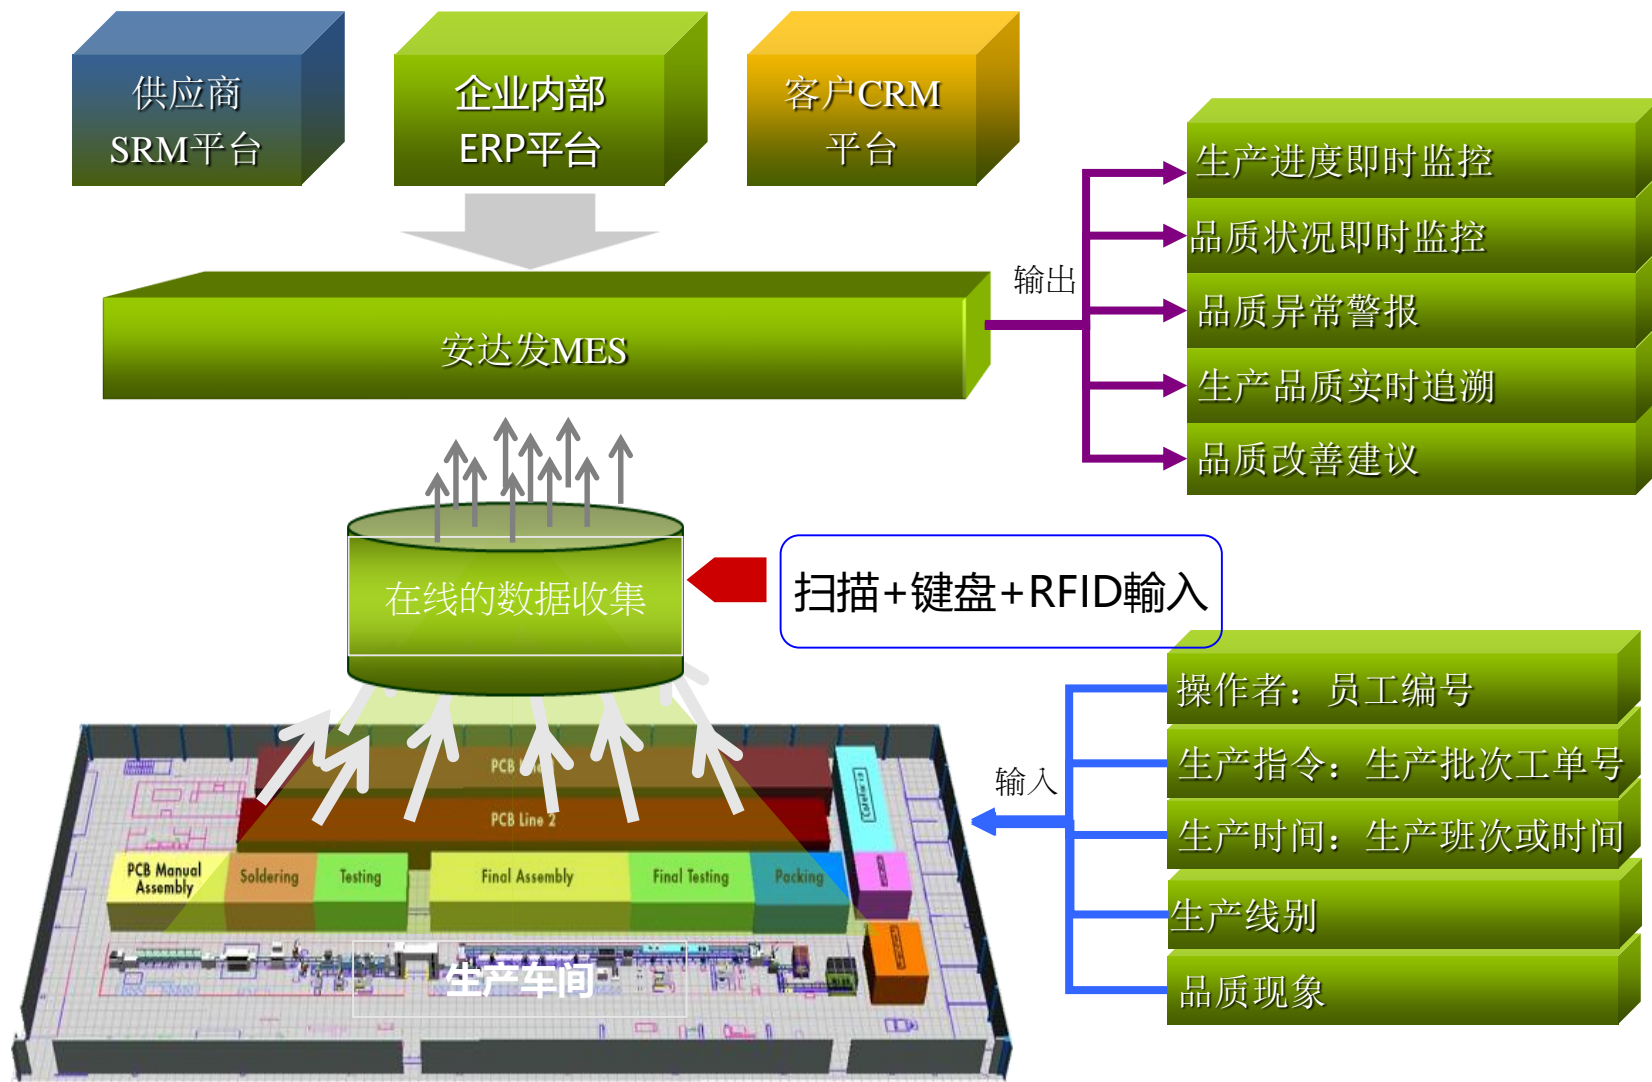 供应商
SRM平台
企业内部
ERP平台
客户CRM
平台
生产进度即时监控
品质状况即时监控
品质异常警报
生产品质实时追溯
品质改善建议
输出
安达发MES
在线的数据收集
扫描+键盘+RFID輸入
操作者：员工编号
生产指令：生产批次工单号
生产时间：生产班次或时间
生产线别
品质现象
输入
PCB
PCB Line 2
Cafeteria
PCB Manual
Assembly
Soldering
Testing
Final Assembly
Final Testing
Packing
生产车间